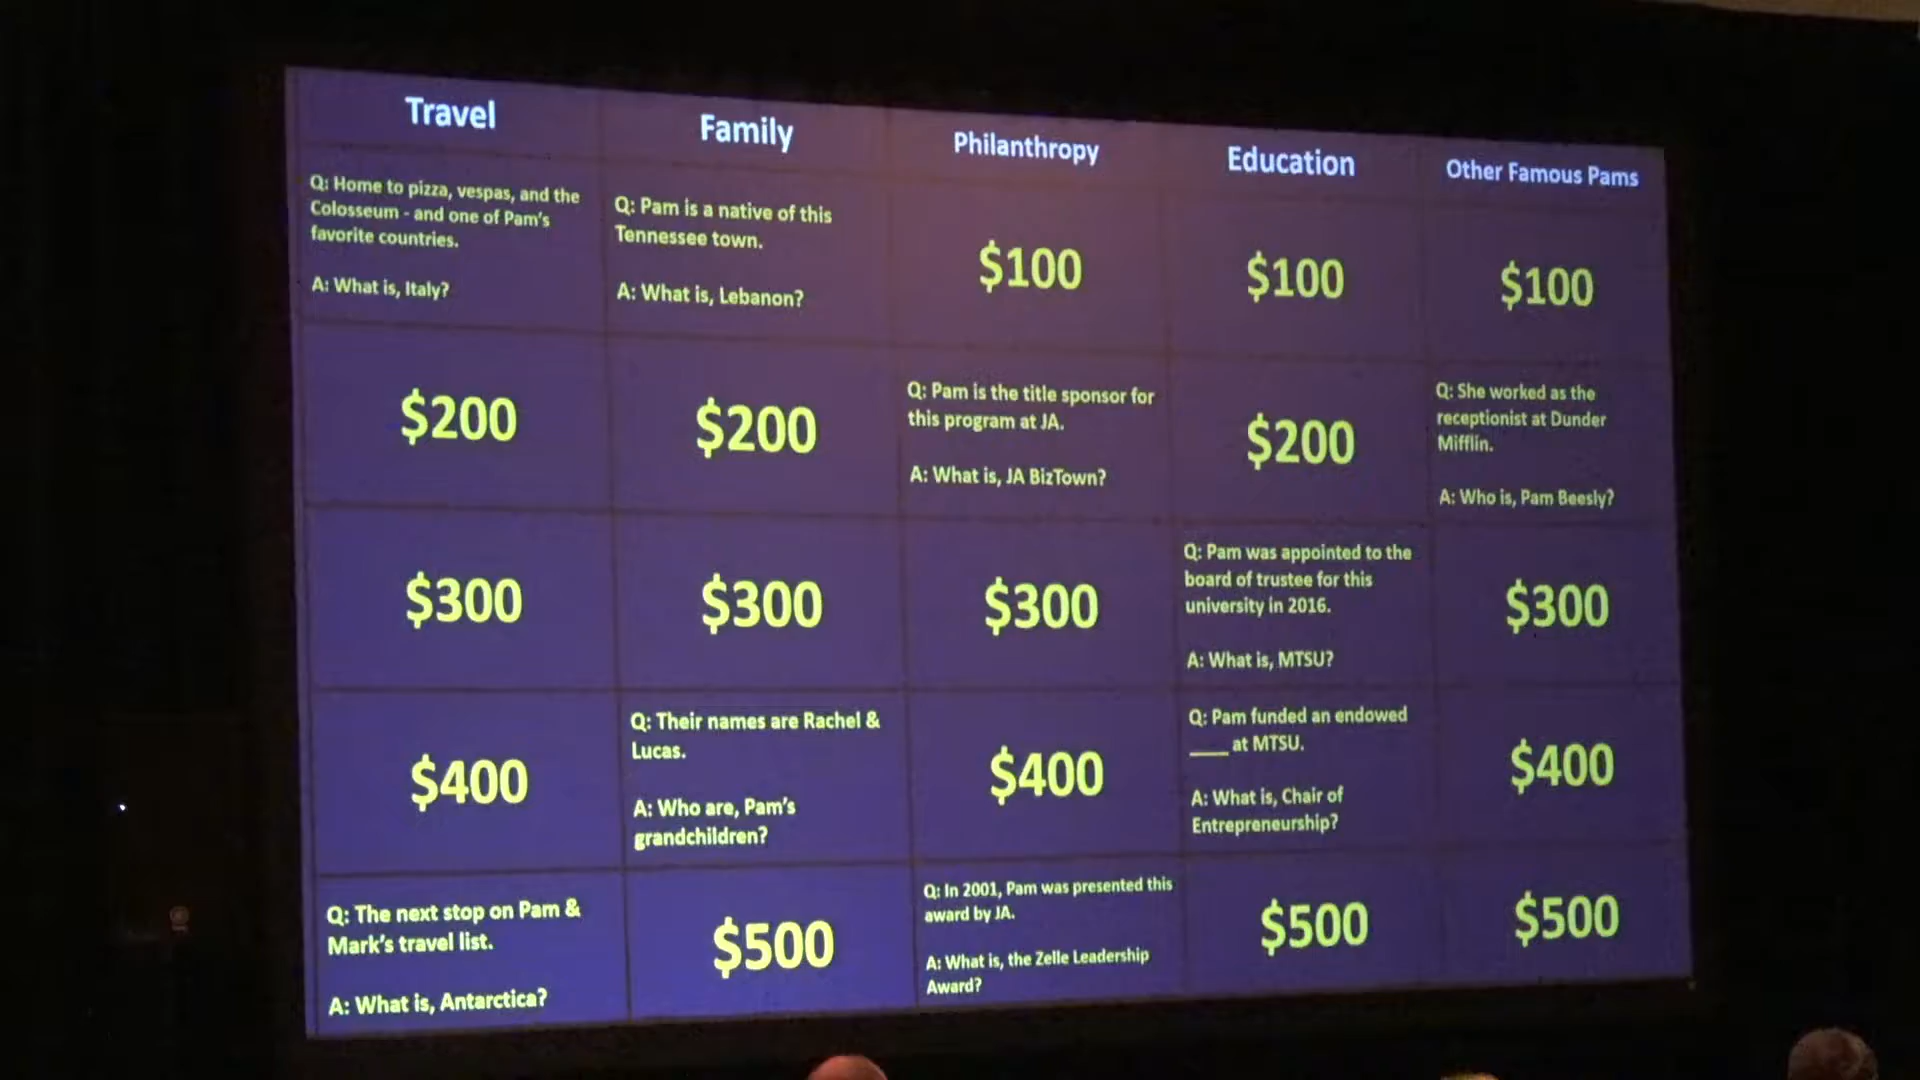 Travel
Family
Philanthropy
Education
Other Famous Pams
Q: Home to pizza, vespas, and the
Colosseum - and one of Pam's
favorite countries.
A: What is, Italy?
Q: Pam is a native of this
Tennessee town.
A: What is, Lebanon?
$100
$100
$100
$200
$200
Q: Pam is the title sponsor for
this program at JA.
A: What is, JA BizTown?
$200
Q: She worked as the
receptionist at Dunder
Mifflin.
A: Who is, Pam Beesly?
$300
$300
$300
Q: Pam was appointed to the
board of trustee for this
university in 2016.
A: What is, MTSU?
$300
$400
Q: Their names are Rachel &
Lucas.
A: Who are, Pam's
grandchildren?
$400
Q: Pam funded an endowed
____ at MTSU.
A: What is, Chair of
Entrepreneurship?
$400
Q: The next stop on Pam &
Mark's travel list.
A: What is, Antarctica?
$500
Q: In 2001, Pam was presented this
award by JA.
A: What is, the Zelle Leadership
Award?
$500
$500